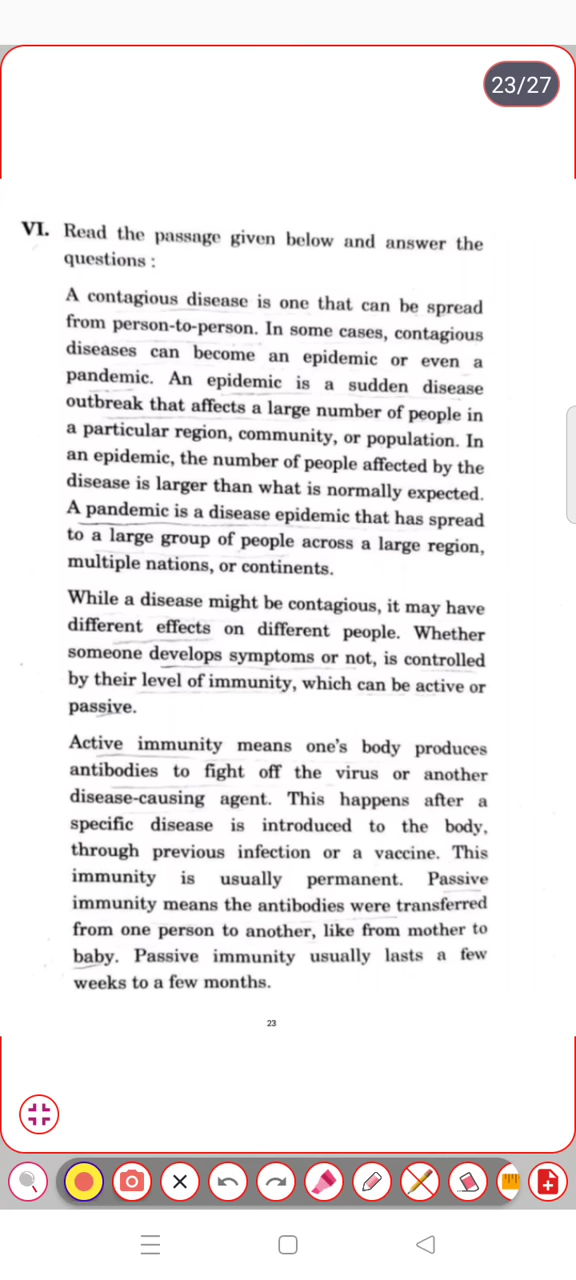 23/27
VI. Read the passage given below and answer the
questions :
A contagious disease is one that can be spread
from person-to-person. In some cases, contagious
diseases can become an epidemic or even a
pandemic. An epidemic is a sudden disease
outbreak that affects a large number of people in
a particular region, community, or population. In
an epidemic, the number of people affected by the
disease is larger than what is normally expected.
A pandemic is a disease epidemic that has spread
to a large group of people across a large region,
multiple nations, or continents.
While a disease might be contagious, it may have
different effects on different people. Whether
someone develops symptoms or not, is controlled
by their level of immunity, which can be active or
passive.
Active immunity means one's body produces
antibodies to fight off the virus or another
disease-causing agent. This happens after a
specific disease is introduced to the body,
through previous infection or a vaccine. This
immunity is usually permanent. Passive
immunity means the antibodies were transferred
from one person to another, like from mother to
baby. Passive immunity usually lasts a few
weeks to a few months.
23